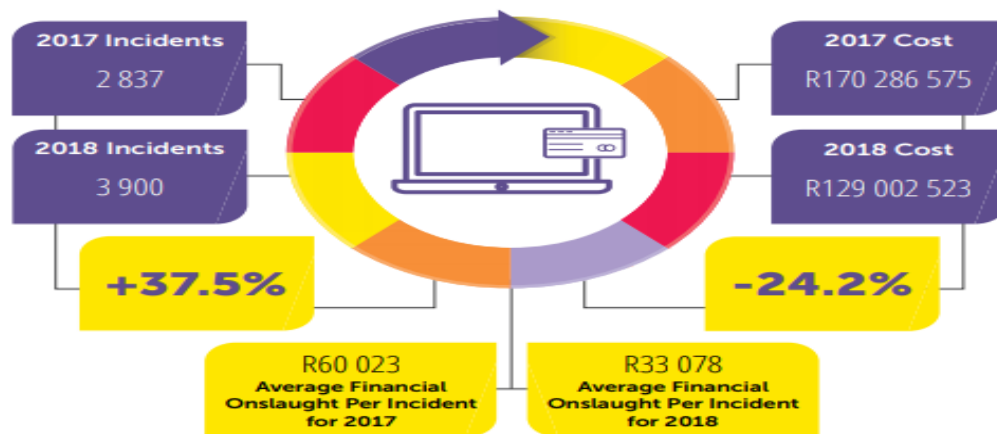 2017 Incidents
2 837
2018 Incidents
3 900
+37.5%
2017 Cost
R170 286 575
2018 Cost
R129 002 523
-24.2%
R60 023
Average Financial
Onslaught Per Incident
for 2017
R33 078
Average Financial
Onslaught Per Incident
for 2018